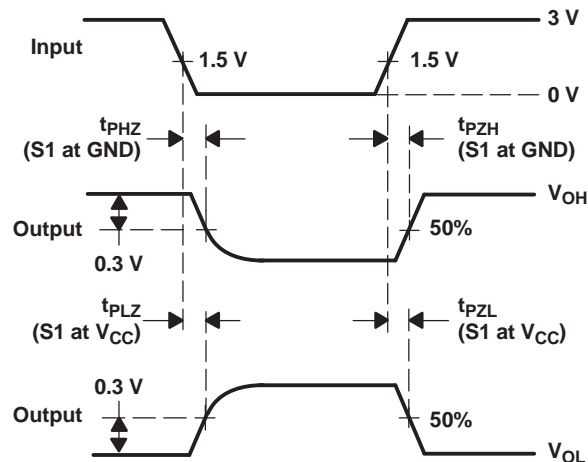 3 V
Input
1.5 V
1.5 V
0 V
tPHZ
(S1 at GND)
tPZH
(S1 at GND)
VOH
Output
50%
0.3 V
tPLZ
(S1 at VCC)
tPZL
(S1 at VCC)
0.3 V
Output
50%
VOL